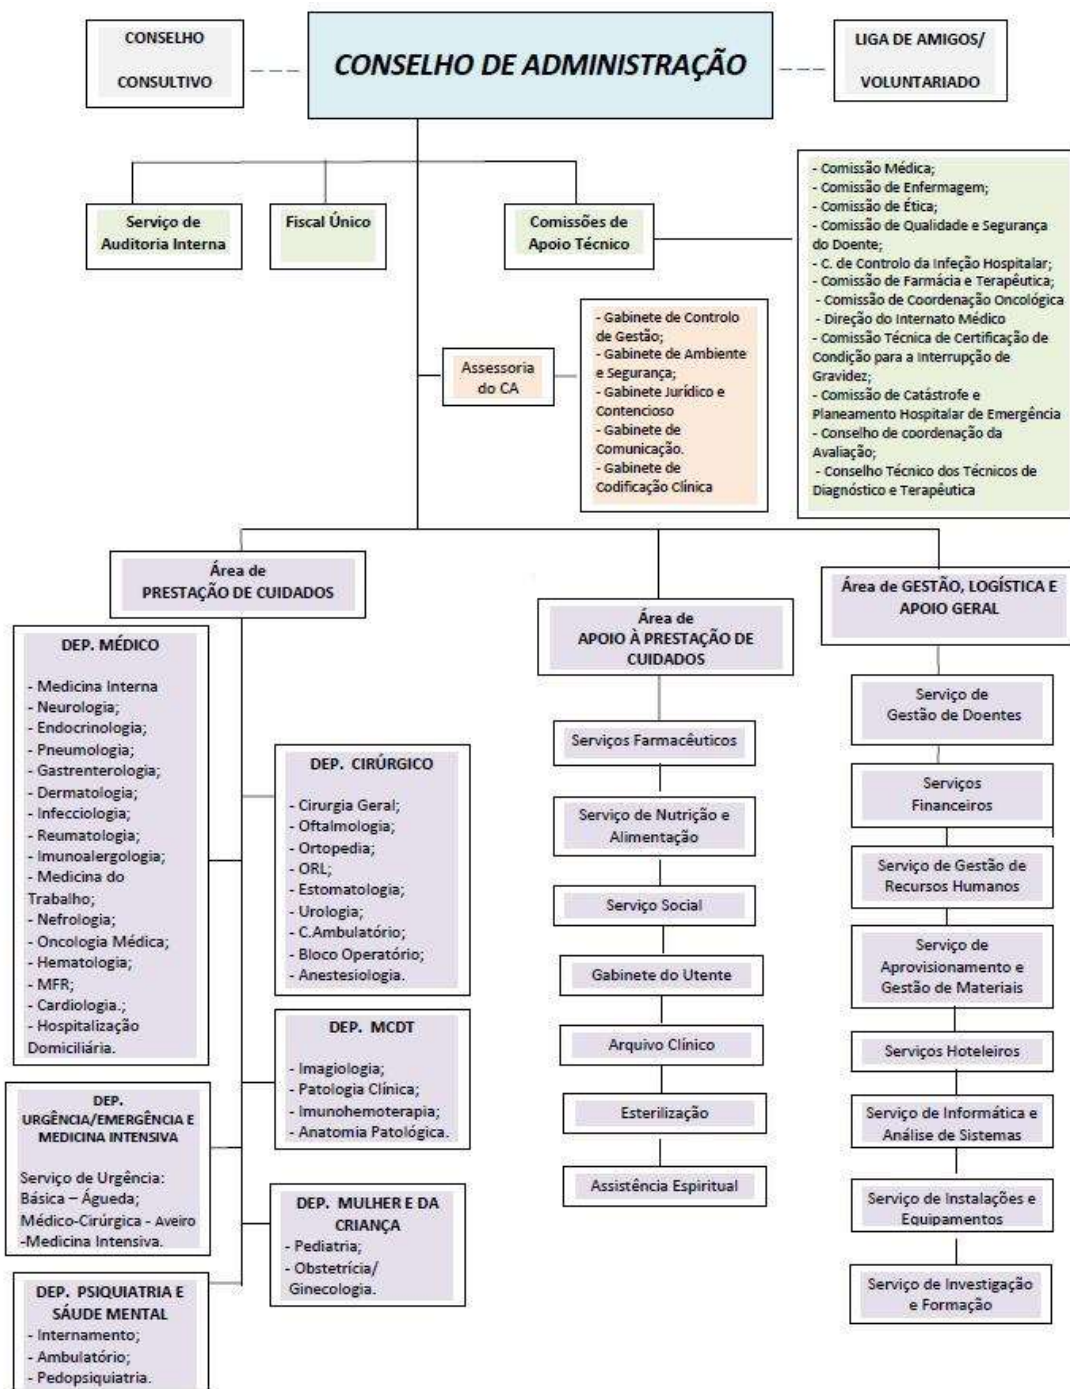 CONSELHO
CONSULTIVO
CONSELHO DE ADMINISTRAÇÃO
LIGA DE AMIGOS/
VOLUNTARIADO
Serviço de
Auditoria Interna
Fiscal Único
Comissões de
Apoio Técnico
- Comissão Médica;
- Comissão de Enfermagem;
- Comissão de Ética;
- Comissão de Qualidade e Segurança
do Doente;
- C. de Controlo da Infeção Hospitalar;
- Comissão de Farmácia e Terapêutica;
- Comissão de Coordenação Oncológica
- Direção do Internato Médico
- Comissão Técnica de Certificação de
Condição para a Interrupção de
Gravidez;
- Comissão de Catástrofe e
Planeamento Hospitalar de Emergência
- Conselho de coordenação da
Avaliação;
- Conselho Técnico dos Técnicos de
Diagnóstico e Terapêutica
Assessoria
do CA
- Gabinete de Controlo
de Gestão;
- Gabinete de Ambiente
e Segurança;
- Gabinete Jurídico e
Contencioso
- Gabinete de
Comunicação.
- Gabinete de
Codificação Clínica
Área de
PRESTAÇÃO DE CUIDADOS
DEP. MÉDICO
- Medicina Interna
- Neurologia;
- Endocrinologia;
- Pneumologia;
- Gastrenterologia;
- Dermatologia;
- Infecciologia;
- Reumatologia;
- Imunoalergologia;
- Medicina do
Trabalho;
- Nefrologia;
- Oncologia Médica;
- Hematologia;
- MFR;
- Cardiologia.;
- Hospitalização
Domiciliária.
DEP. CIRÚRGICO
- Cirurgia Geral;
- Oftalmologia;
- Ortopedia;
- ORL;
- Estomatologia;
- Urologia;
- C.Ambulatório;
- Bloco Operatório;
- Anestesiologia.
DEP. MCDT
- Imagiologia;
- Patologia Clínica;
- Imunohemoterapia;
- Anatomia Patológica.
DEP.
URGÊNCIA/EMERGÊNCIA E
MEDICINA INTENSIVA
Serviço de Urgência:
Básica – Águeda;
Médico-Cirúrgica - Aveiro
-Medicina Intensiva.
DEP. MULHER E DA
CRIANÇA
- Pediatria;
- Obstetrícia/
Ginecologia.
DEP. PSIQUIATRIA E
SÁUDE MENTAL
- Internamento;
- Ambulatório;
- Pedopsiquiatria.
Área de
APOIO À PRESTAÇÃO DE
CUIDADOS
Serviços Farmacêuticos
Serviço de Nutrição e
Alimentação
Serviço Social
Gabinete do Utente
Arquivo Clínico
Esterilização
Assistência Espiritual
Área de GESTÃO, LOGÍSTICA E
APOIO GERAL
Serviço de
Gestão de Doentes
Serviços
Financeiros
Serviço de Gestão de
Recursos Humanos
Serviço de
Aprovisionamento e
Gestão de Materiais
Serviços Hoteleiros
Serviço de Informática e
Análise de Sistemas
Serviço de Instalações e
Equipamentos
Serviço de Investigação
e Formação